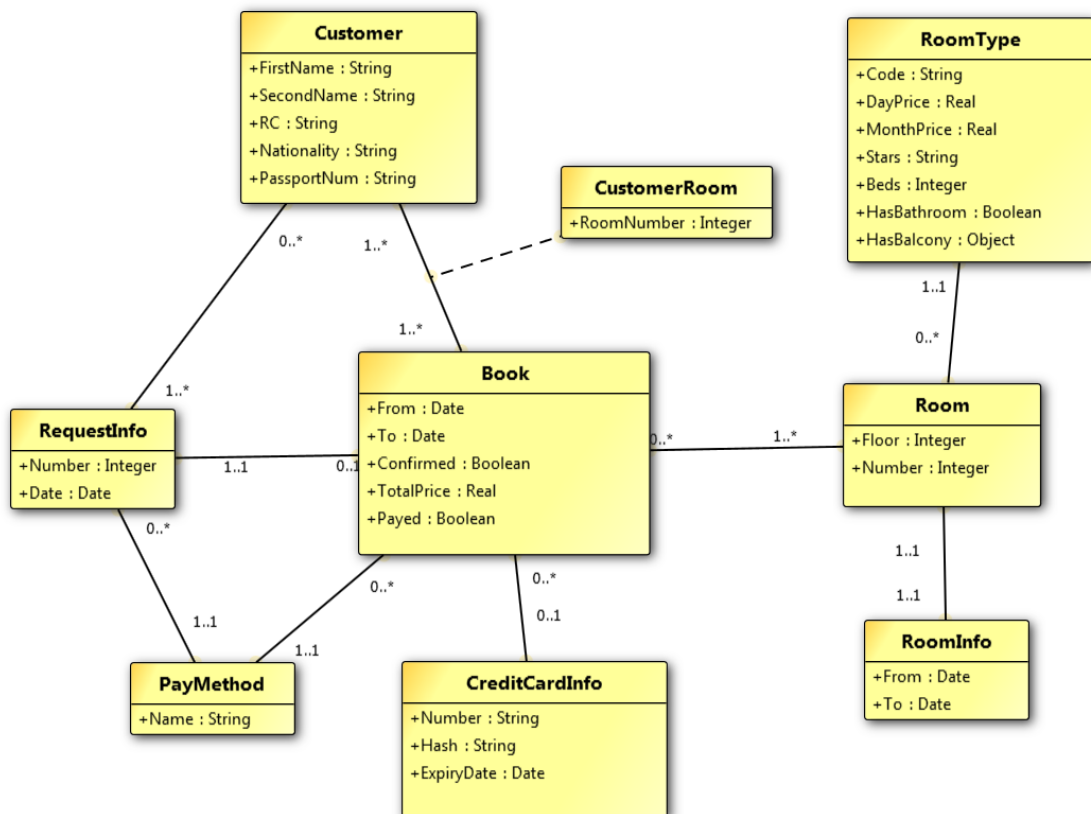 Customer
+FirstName : String
+SecondName : String
+RC : String
+Nationality : String
+PassportNum : String
RoomType
+Code : String
+DayPrice : Real
+MonthPrice : Real
+Stars : String
+Beds : Integer
+HasBathroom : Boolean
+HasBalcony : Object
CustomerRoom
+RoomNumber : Integer
0..*
1..*
1..1
0..*
1..*
1..*
Book
+From : Date
+To : Date
+Confirmed : Boolean
+TotalPrice : Real
+Payed : Boolean
RequestInfo
+Number : Integer
+Date : Date
1..1
0..1
0..*
1..*
Room
+Floor : Integer
+Number : Integer
0..*
1..1
0..*
1..1
0..*
0..1
1..1
1..1
PayMethod
+Name : String
CreditCardInfo
+Number : String
+Hash : String
+ExpiryDate : Date
RoomInfo
+From : Date
+To : Date